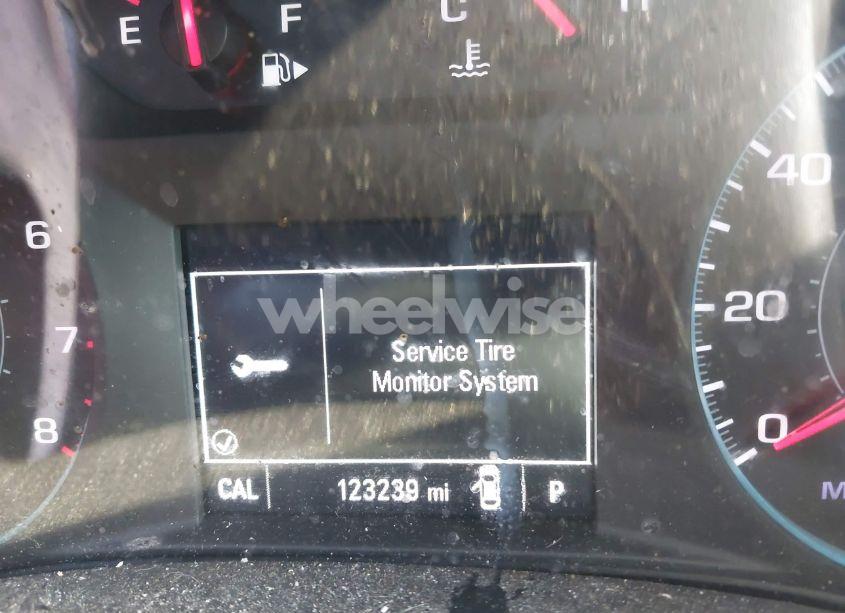 E
F
C
H
6
7
8
40
20
0
wheelwise
Service Tire
Monitor System
CAL
123239 mi
P
M